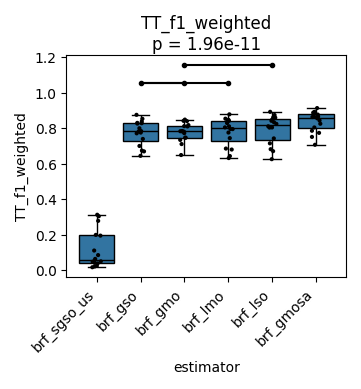 TT_f1_weighted
p = 1.96e-11
1.2
1.0
0.8
0.6
0.4
0.2
0.0
TT_f1_weighted
brf_sgso_us
brf_gso
brf_gmo
brf_lmo
brf_lso
brf_gmosa
estimator